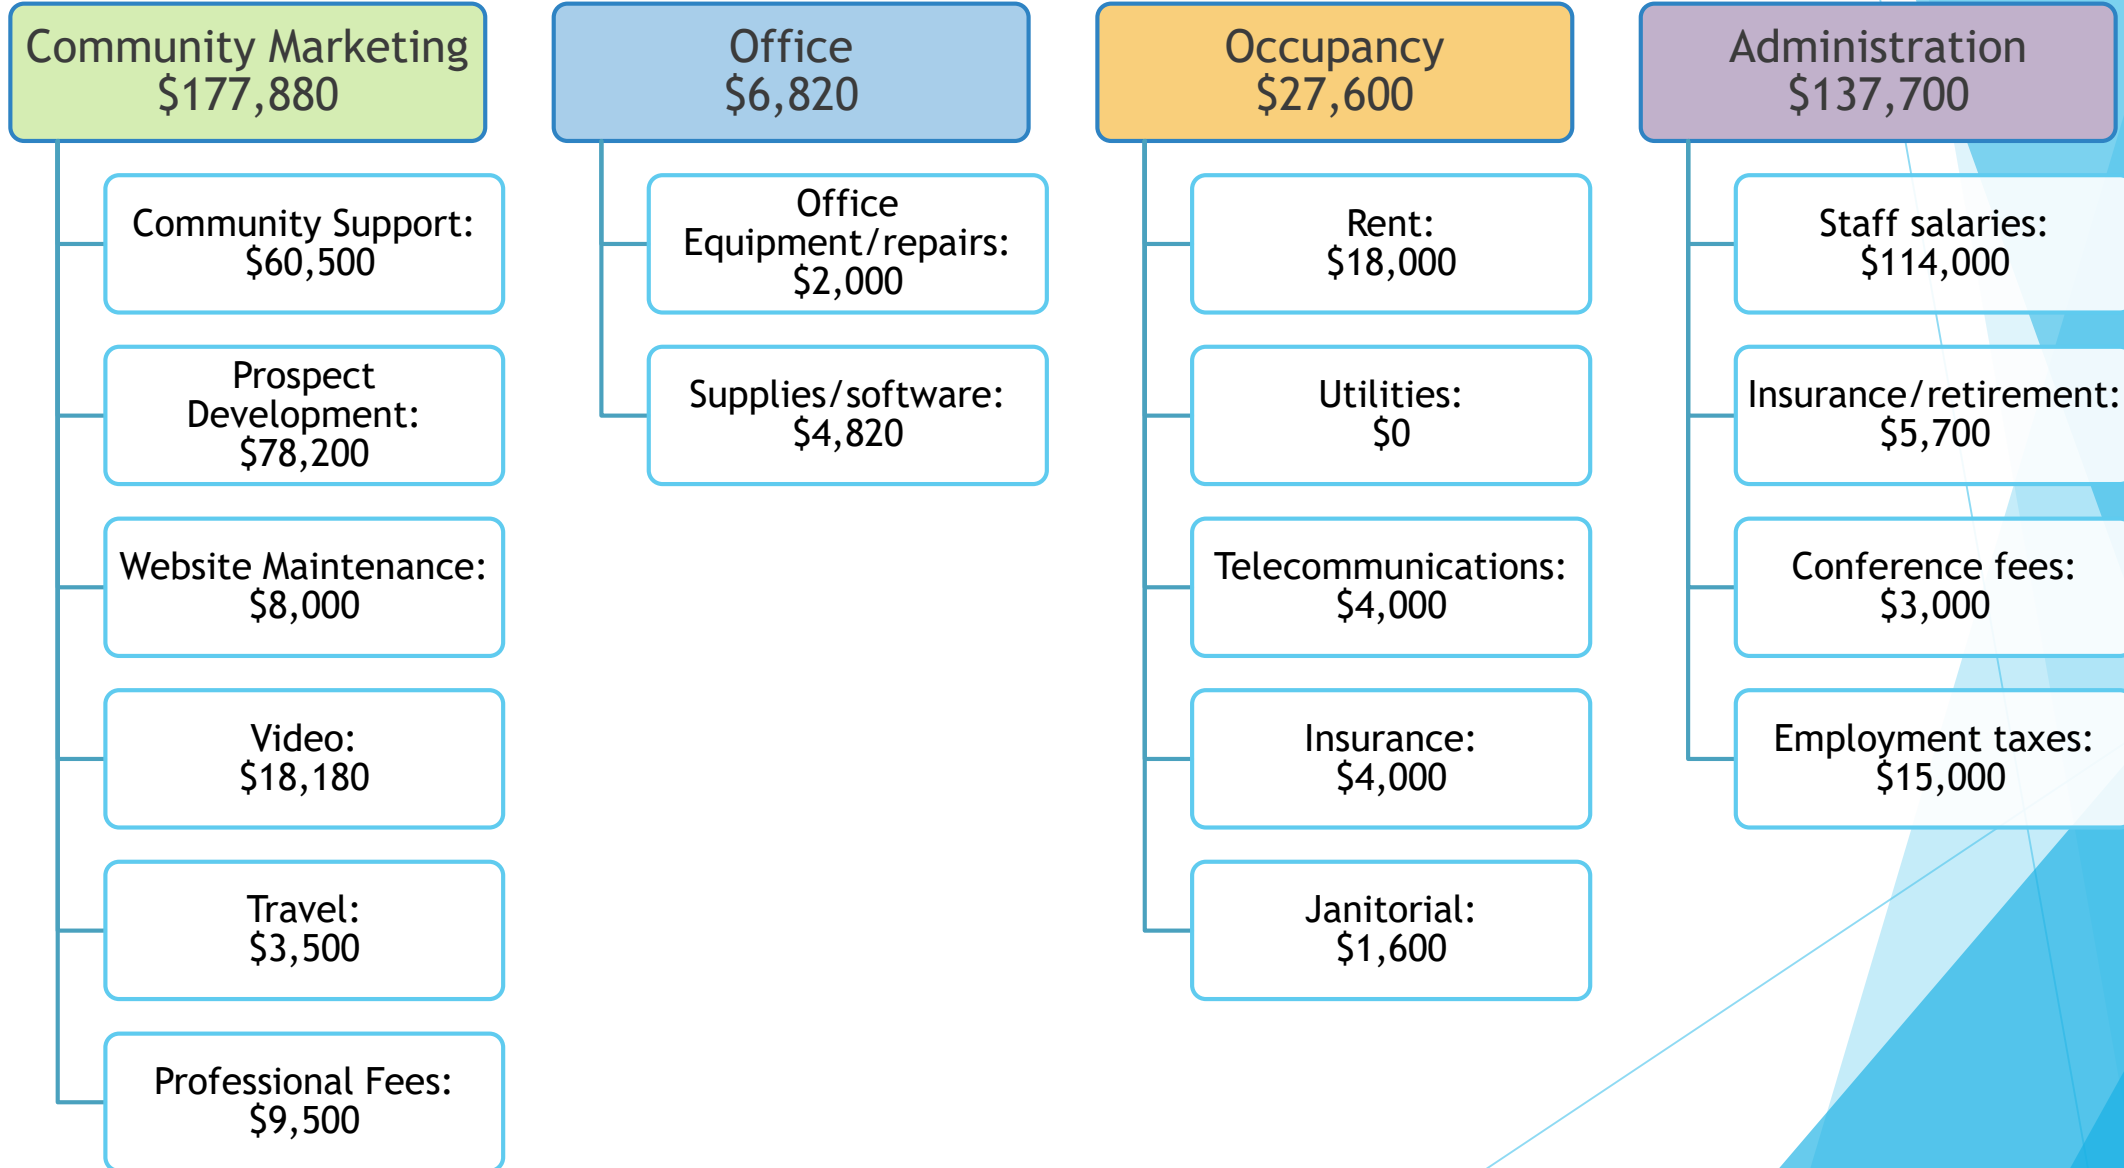 Community Marketing
$177,880
Community Support:
$60,500
Prospect
Development:
$78,200
Website Maintenance:
$8,000
Video:
$18,180
Travel:
$3,500
Professional Fees:
$9,500
Office
$6,820
Office
Equipment/repairs:
$2,000
Supplies/software:
$4,820
Occupancy
$27,600
Rent:
$18,000
Utilities:
$0
Telecommunications:
$4,000
Insurance:
$4,000
Janitorial:
$1,600
Administration
$137,700
Staff salaries:
$114,000
Insurance/retirement:
$5,700
Conference fees:
$3,000
Employment taxes:
$15,000